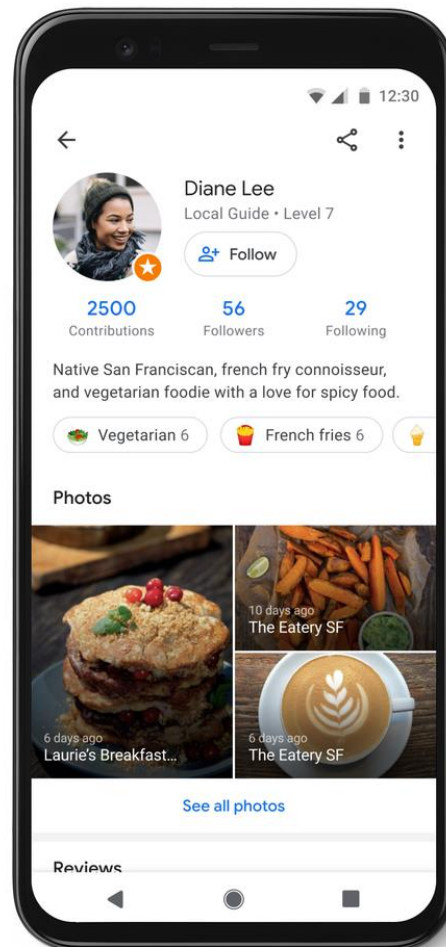 12:30
Diane Lee
Local Guide • Level 7
Follow
2500
56
29
Contributions
Followers
Following
Native San Franciscan, french fry connoisseur,
and vegetarian foodie with a love for spicy food.
Vegetarian 6
French fries 6
Photos
10 days ago
The Eatery SF
6 days ago
Laurie's Breakfast...
6 days ago
The Eatery SF
See all photos
Reviews